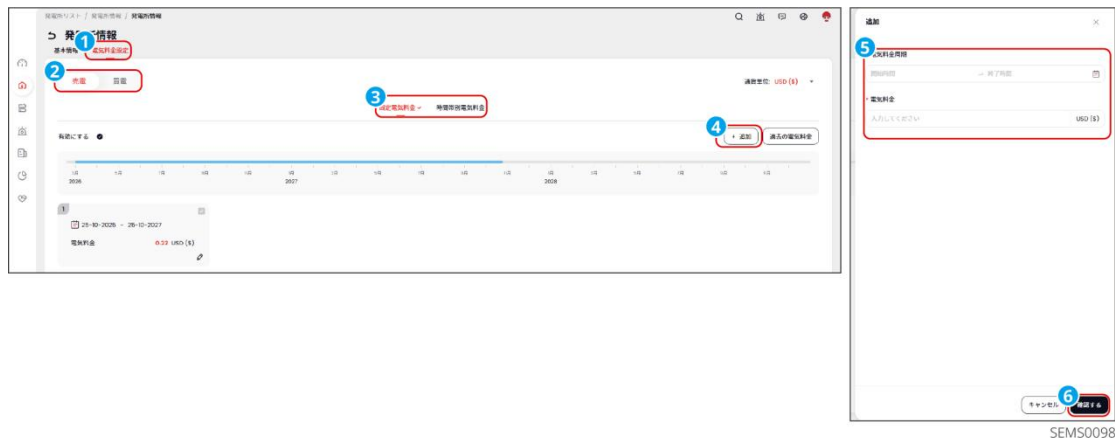 発電所リスト / 発電所情報 / 発電所情報
発 情報
1
基本情報 電気料金設定
2
売電 買電
通貨単位: USD ($)
3
固定電気料金 時間帯別電気料金
4
有効にする
+ 追加 過去の電気料金
2026 2027 2028
1
26-10-2026 - 26-10-2027
電気料金 0.22 USD ($)
追加
5
電気料金周期
開始時間 → 終了時間
* 電気料金
入力してください USD ($)
6
キャンセル 確認する
SEMS0098